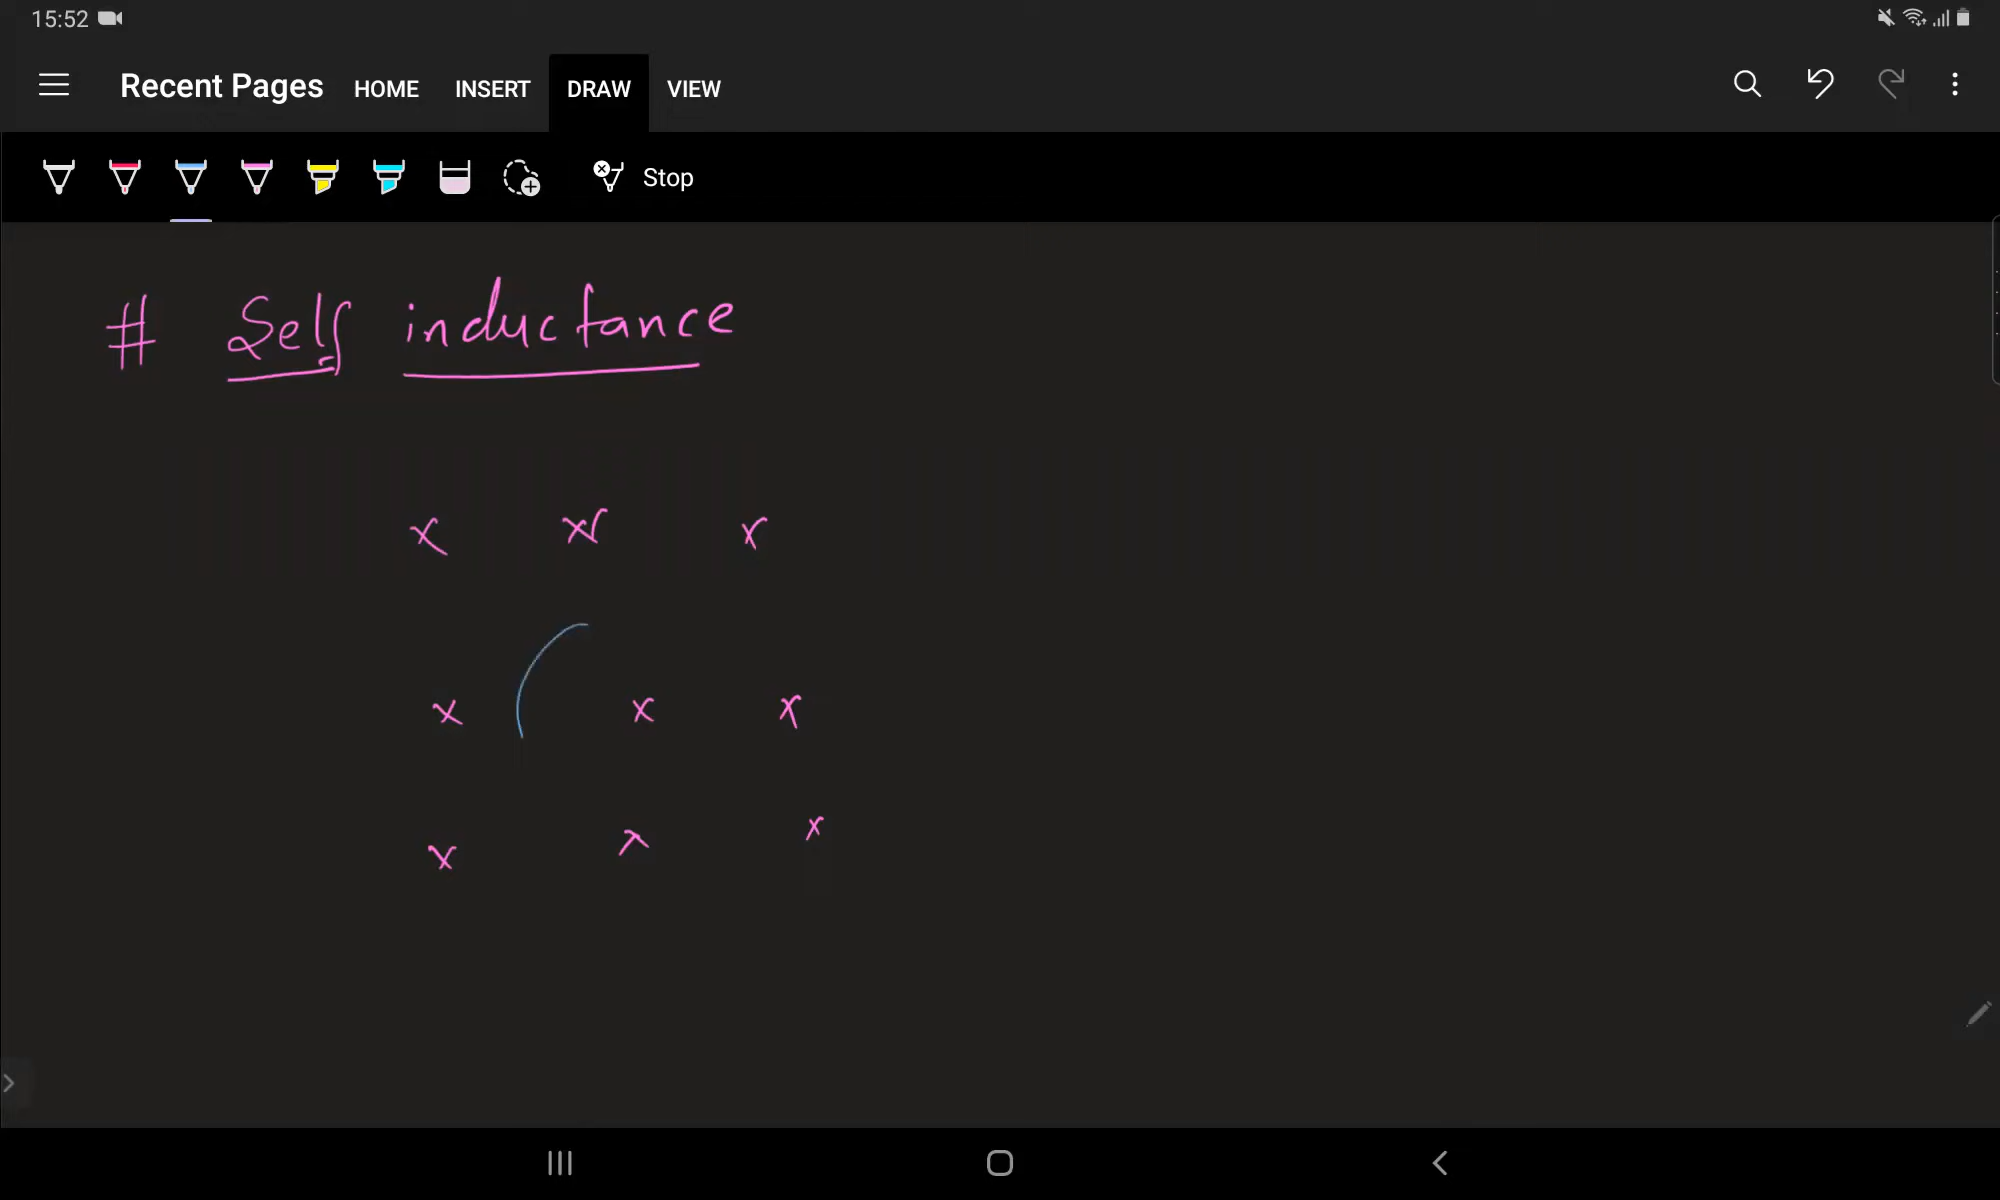 15:52
Recent Pages HOME INSERT DRAW VIEW
Stop
# Self inductance
x x x
x x x
x x x